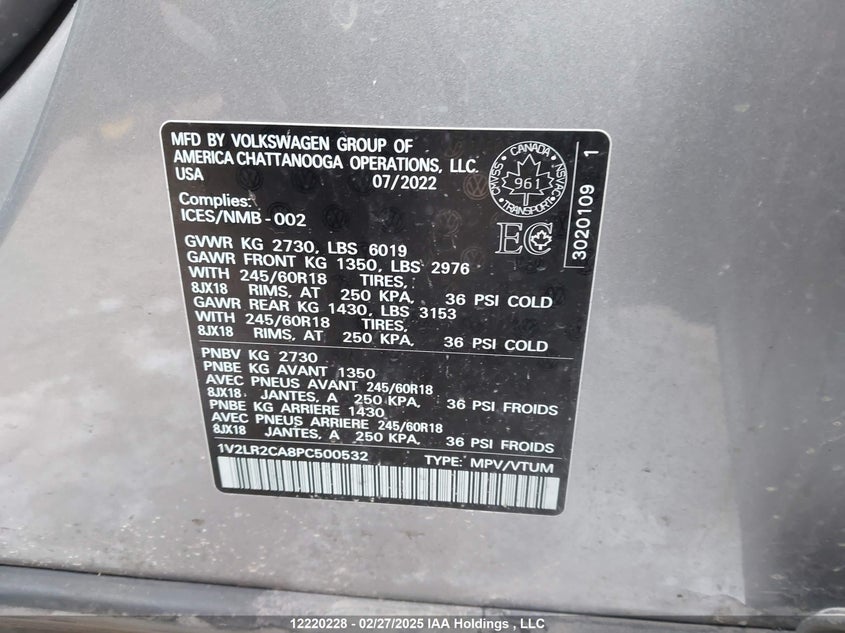 MFD BY VOLKSWAGEN GROUP OF
AMERICA CHATTANOOGA OPERATIONS, LLC.
USA 07/2022
Complies:
ICES/NMB-002
CANADA
CMVSS
NSVAC
961
TRANSPORT
EC
3020109 1
GVWR KG 2730, LBS 6019
GAWR FRONT KG 1350, LBS 2976
WITH 245/60R18 TIRES,
8JX18 RIMS, AT 250 KPA, 36 PSI COLD
GAWR REAR KG 1430, LBS 3153
WITH 245/60R18 TIRES,
8JX18 RIMS, AT 250 KPA, 36 PSI COLD
PNBV KG 2730
PNBE KG AVANT 1350
AVEC PNEUS AVANT 245/60R18
8JX18 JANTES, A 250 KPA, 36 PSI FROIDS
PNBE KG ARRIERE 1430
AVEC PNEUS ARRIERE 245/60R18
8JX18 JANTES, A 250 KPA, 36 PSI FROIDS
1V2LR2CA8PC500532 TYPE: MPV/VTUM
12220228 - 02/27/2025 IAA Holdings , LLC